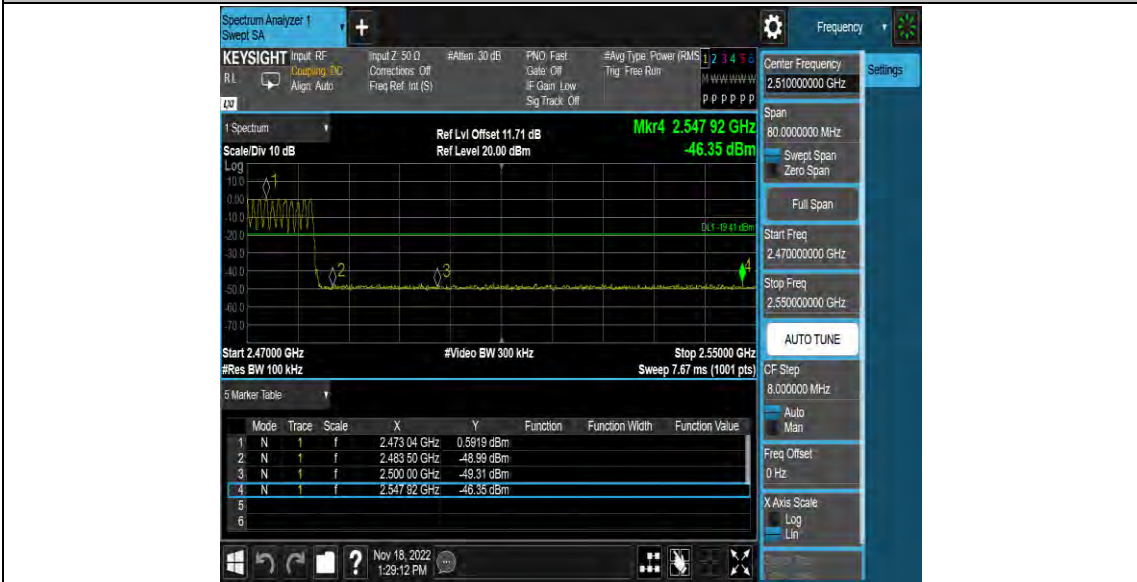 Spectrum Analyzer 1
Swept SA
+
Frequency
KEYSIGHT Input: RF Input Z: 50 Ω #Atten: 30 dB PNO: Fast #Avg Type: Power (RMS 1 2 3 4 5 6
R L Coupling: DC Corrections: Off Gate: Off Trig: Free Run M W W W W W
Align: Auto Freq Ref: Int (S) IF Gain: Low
LXI Sig Track: Off P P P P P P
1 Spectrum
Ref Lvl Offset 11.71 dB Mkr4 2.547 92 GHz
Scale/Div 10 dB Ref Level 20.00 dBm -46.35 dBm
Log
10.0
0.00
-10.0
-20.0
-30.0
-40.0
-50.0
-60.0
-70.0
1
DL1 -19.41 dBm
2
3
4
Start 2.47000 GHz #Video BW 300 kHz Stop 2.55000 GHz
#Res BW 100 kHz Sweep 7.67 ms (1001 pts)
5 Marker Table
Mode Trace Scale X Y Function Function Width Function Value
1 N 1 f 2.473 04 GHz 0.5919 dBm
2 N 1 f 2.483 50 GHz -48.99 dBm
3 N 1 f 2.500 00 GHz -49.31 dBm
4 N 1 f 2.547 92 GHz -46.35 dBm
5
6
?
Nov 18, 2022
1:29:12 PM
Center Frequency
2.510000000 GHz
Settings
Span
80.0000000 MHz
Swept Span
Zero Span
Full Span
Start Freq
2.470000000 GHz
Stop Freq
2.550000000 GHz
AUTO TUNE
CF Step
8.000000 MHz
Auto
Man
Freq Offset
0 Hz
X Axis Scale
Log
Lin